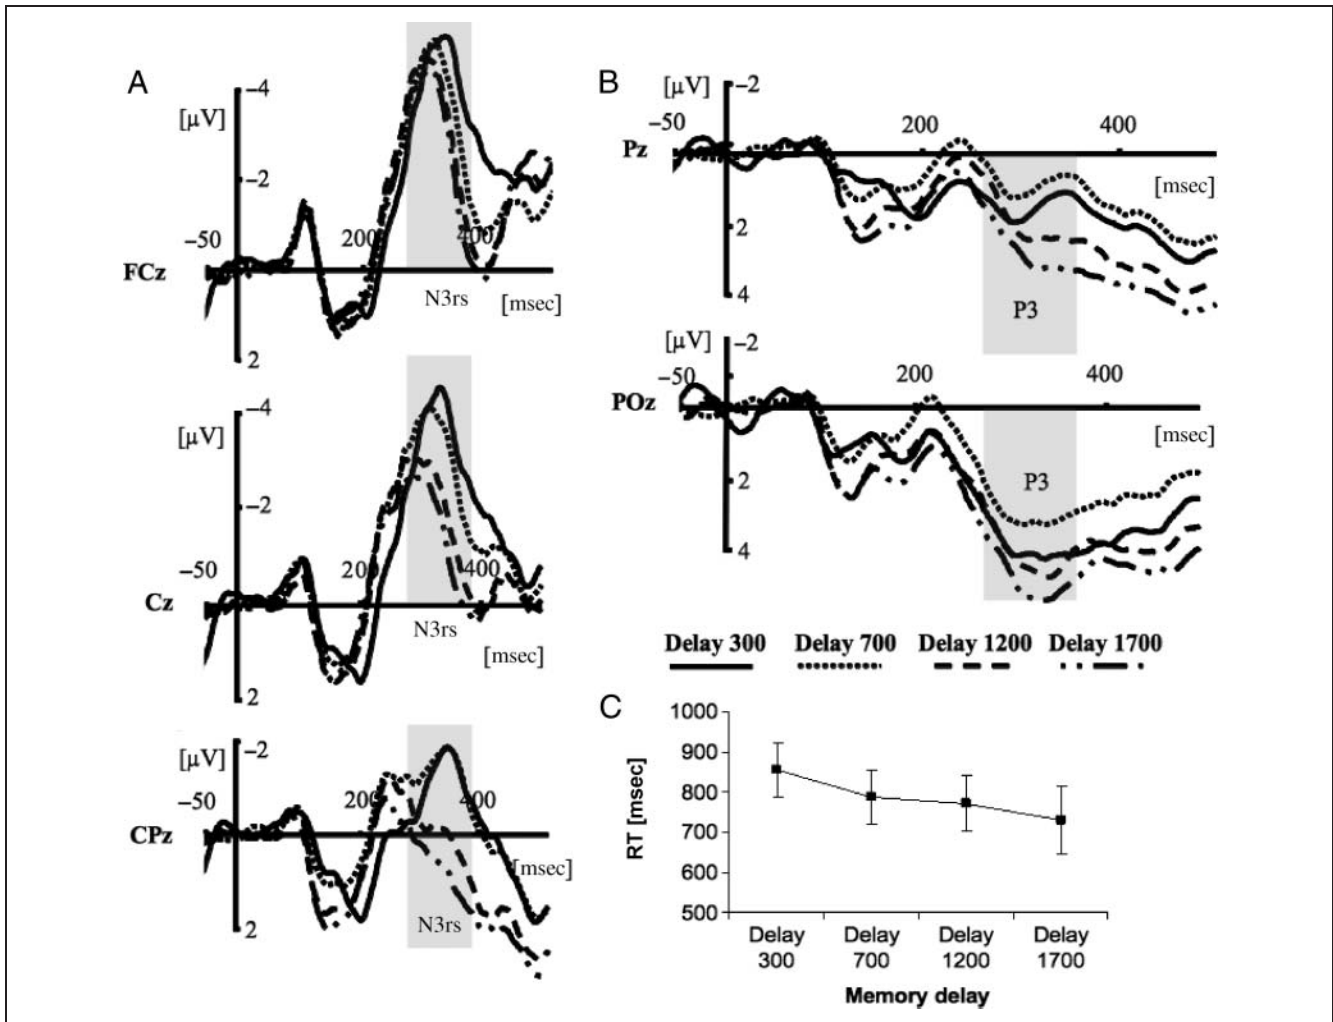 A
[μV]
−4
−2
−50
200
400
FCz
N3rs
[msec]
2
−4
[μV]
−2
−50
200
400
Cz
N3rs
[msec]
2
−2
[μV]
−50
200
400
CPz
[msec]
N3rs
2
B
[μV]
−2
−50
200
400
Pz
[msec]
2
4
P3
[μV]
−2
−50
200
400
POz
[msec]
2
P3
4
Delay 300 Delay 700 Delay 1200 Delay 1700
C
1000
900
800
700
600
500
RT [msec]
Delay Delay Delay Delay
300 700 1200 1700
Memory delay